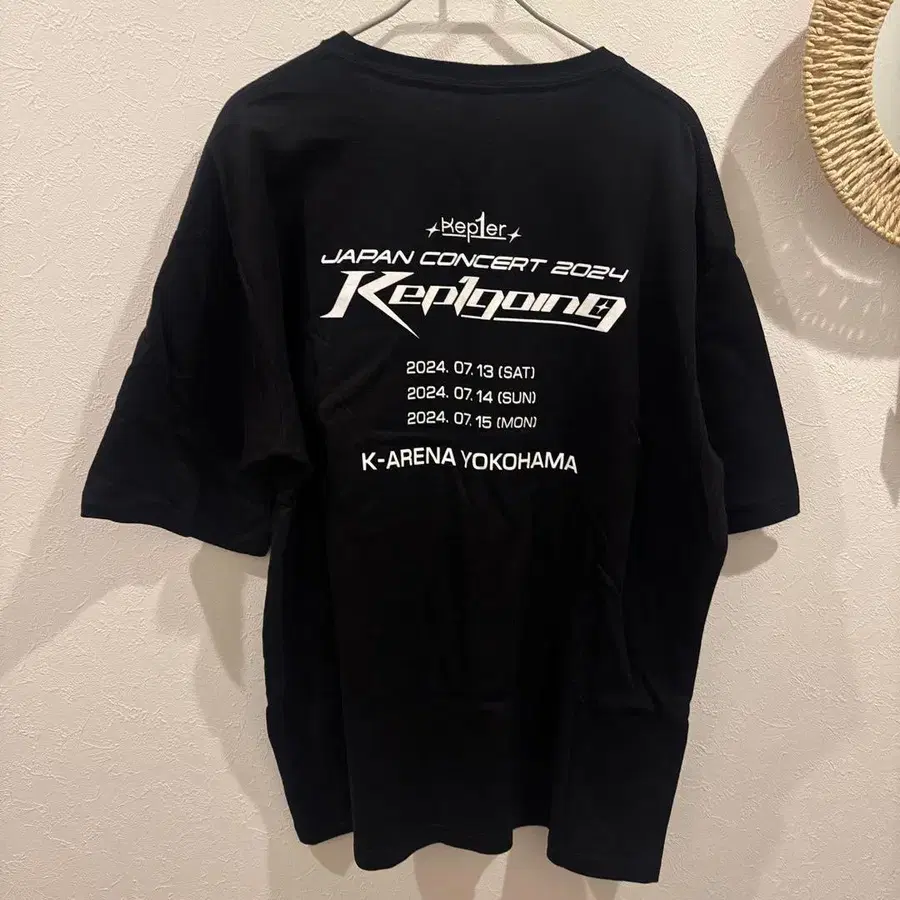 Kep1er
JAPAN CONCERT 2024
Kep1going
2024. 07. 13 (SAT)
2024. 07. 14 (SUN)
2024. 07. 15 (MON)
K-ARENA YOKOHAMA